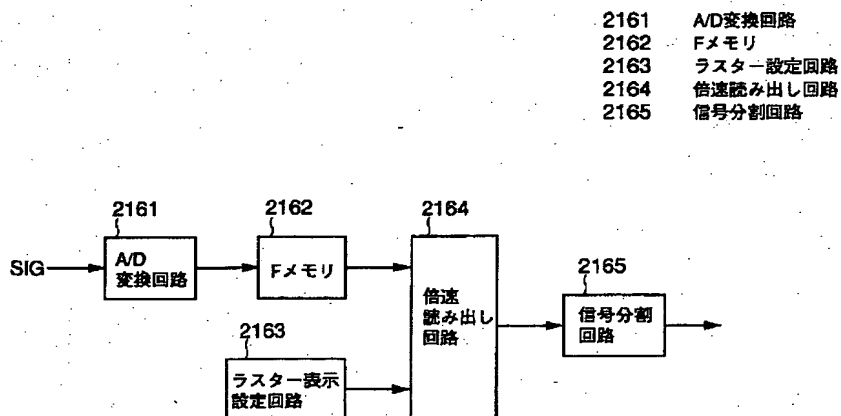 2161 A/D変換回路
2162 Fメモリ
2163 ラスター設定回路
2164 倍速読み出し回路
2165 信号分割回路
2161
2162
2164
SIG
A/D
変換回路
Fメモリ
倍速
読み出し
回路
2165
信号分割
回路
2163
ラスター表示
設定回路